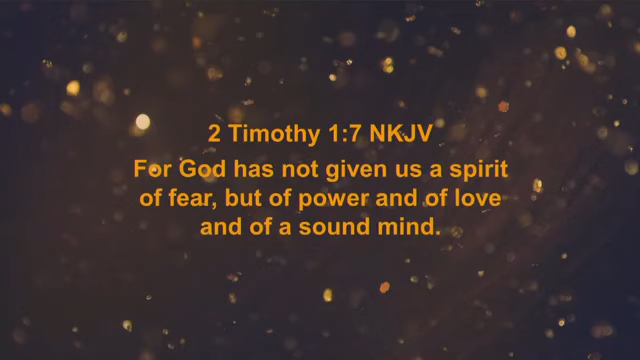 2 Timothy 1:7 NKJV
For God has not given us a spirit
of fear, but of power and of love
and of a sound mind.